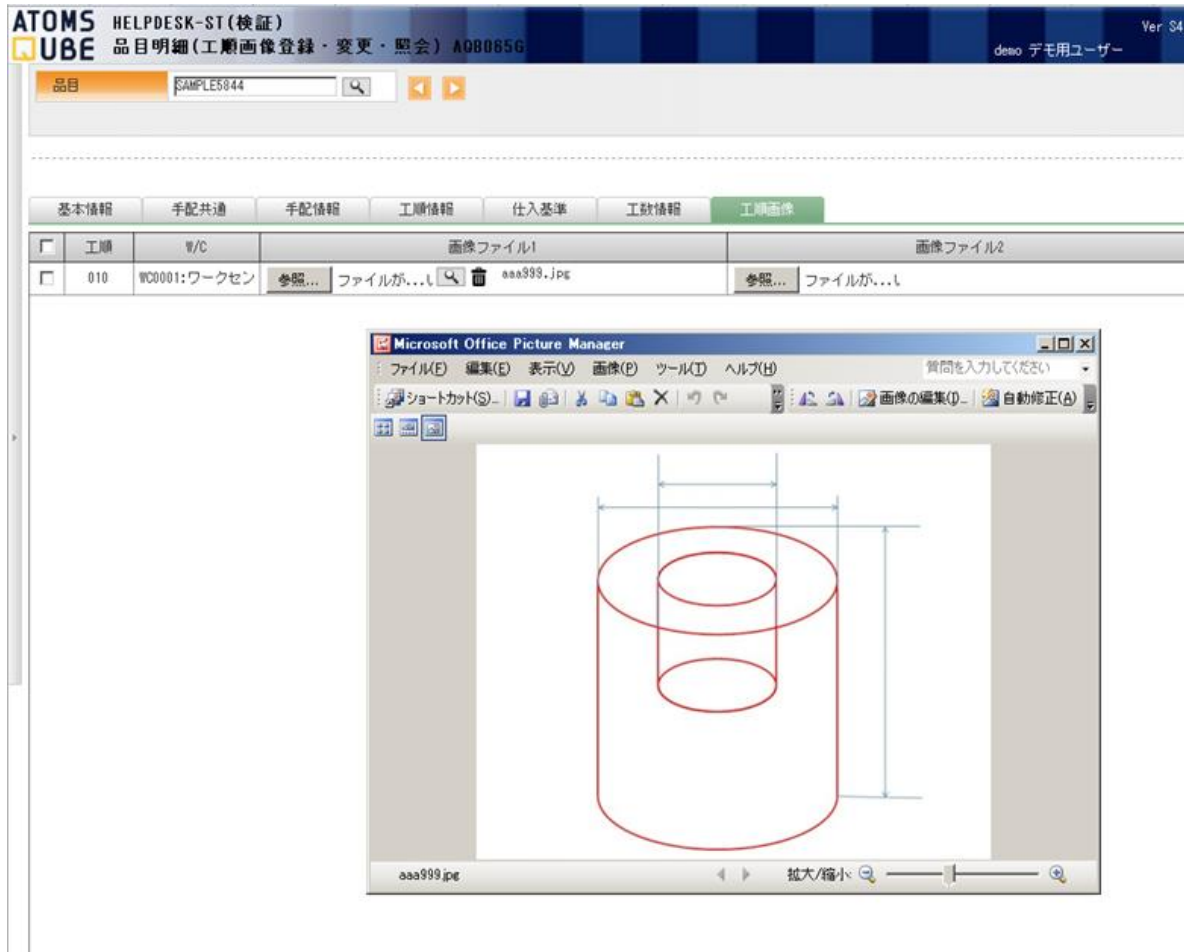 ATOMS QUBE
HELPDESK-ST(検証)
品目明細(工順画像登録・変更・照会) AQB065G
Ver S4
demo デモ用ユーザー
品目 SAMPLE5844
基本情報 手配共通 手配情報 工順情報 仕入基準 工数情報 工順画像
工順 W/C 画像ファイル1 画像ファイル2
010 WC0001:ワークセン 参照... ファイルが...し aaa999.jpg 参照... ファイルが...し
Microsoft Office Picture Manager
ファイル(F) 編集(E) 表示(V) 画像(P) ツール(T) ヘルプ(H) 質問を入力してください
ショートカット(S)... 画像の編集(I)... 自動修正(A)
aaa999.jpg 拡大/縮小: